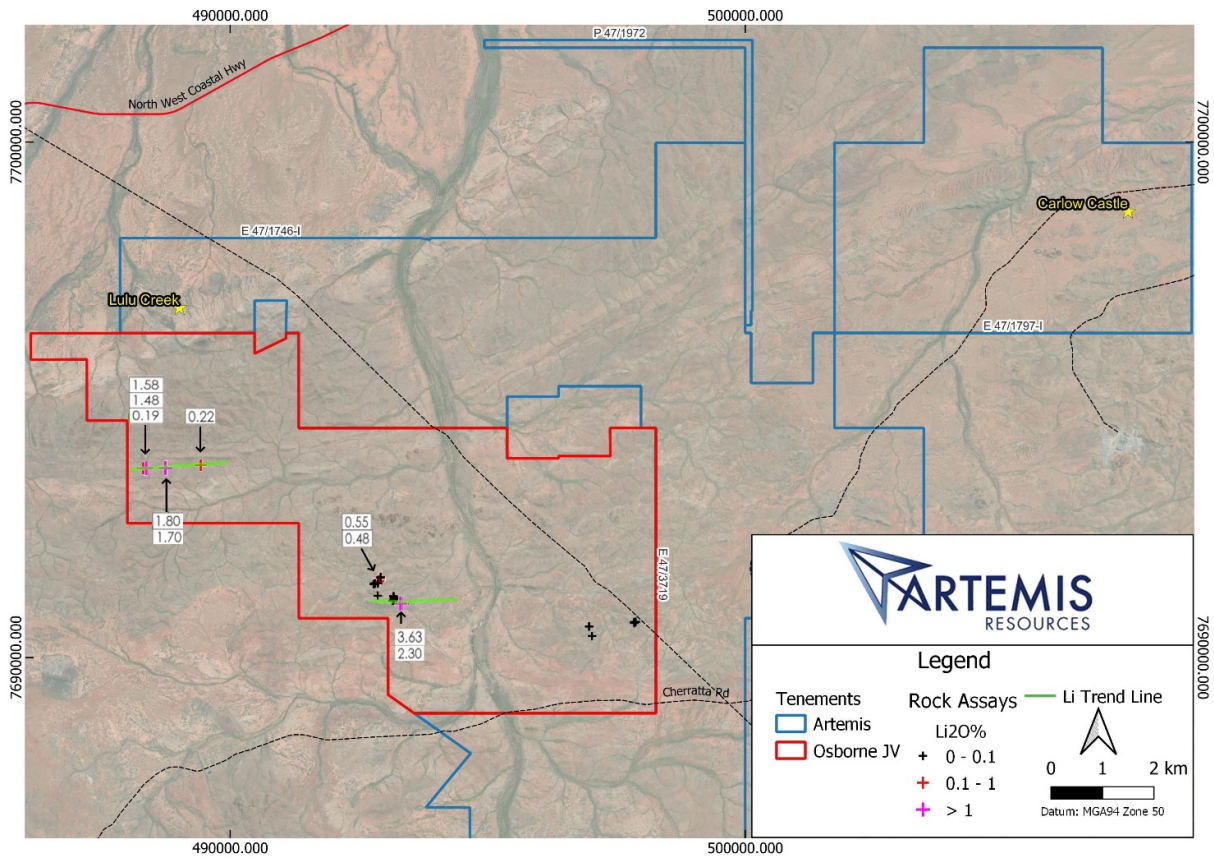 490000.000
500000.000
P 47/1972
North West Coastal Hwy
7700000.000
7700000.000
Carlow Castle
E 47/1746-I
Lulu Creek
E 47/1797-I
1.58
1.48
0.19
0.22
1.80
1.70
0.55
0.48
E 47/3719
3.63
2.30
7690000.000
7690000.000
Cherratta Rd
ARTEMIS
RESOURCES
Legend
Tenements
Artemis
Osborne JV
Rock Assays
Li2O%
0 - 0.1
0.1 - 1
> 1
Li Trend Line
0 1 2 km
Datum: MGA94 Zone 50
490000.000
500000.000